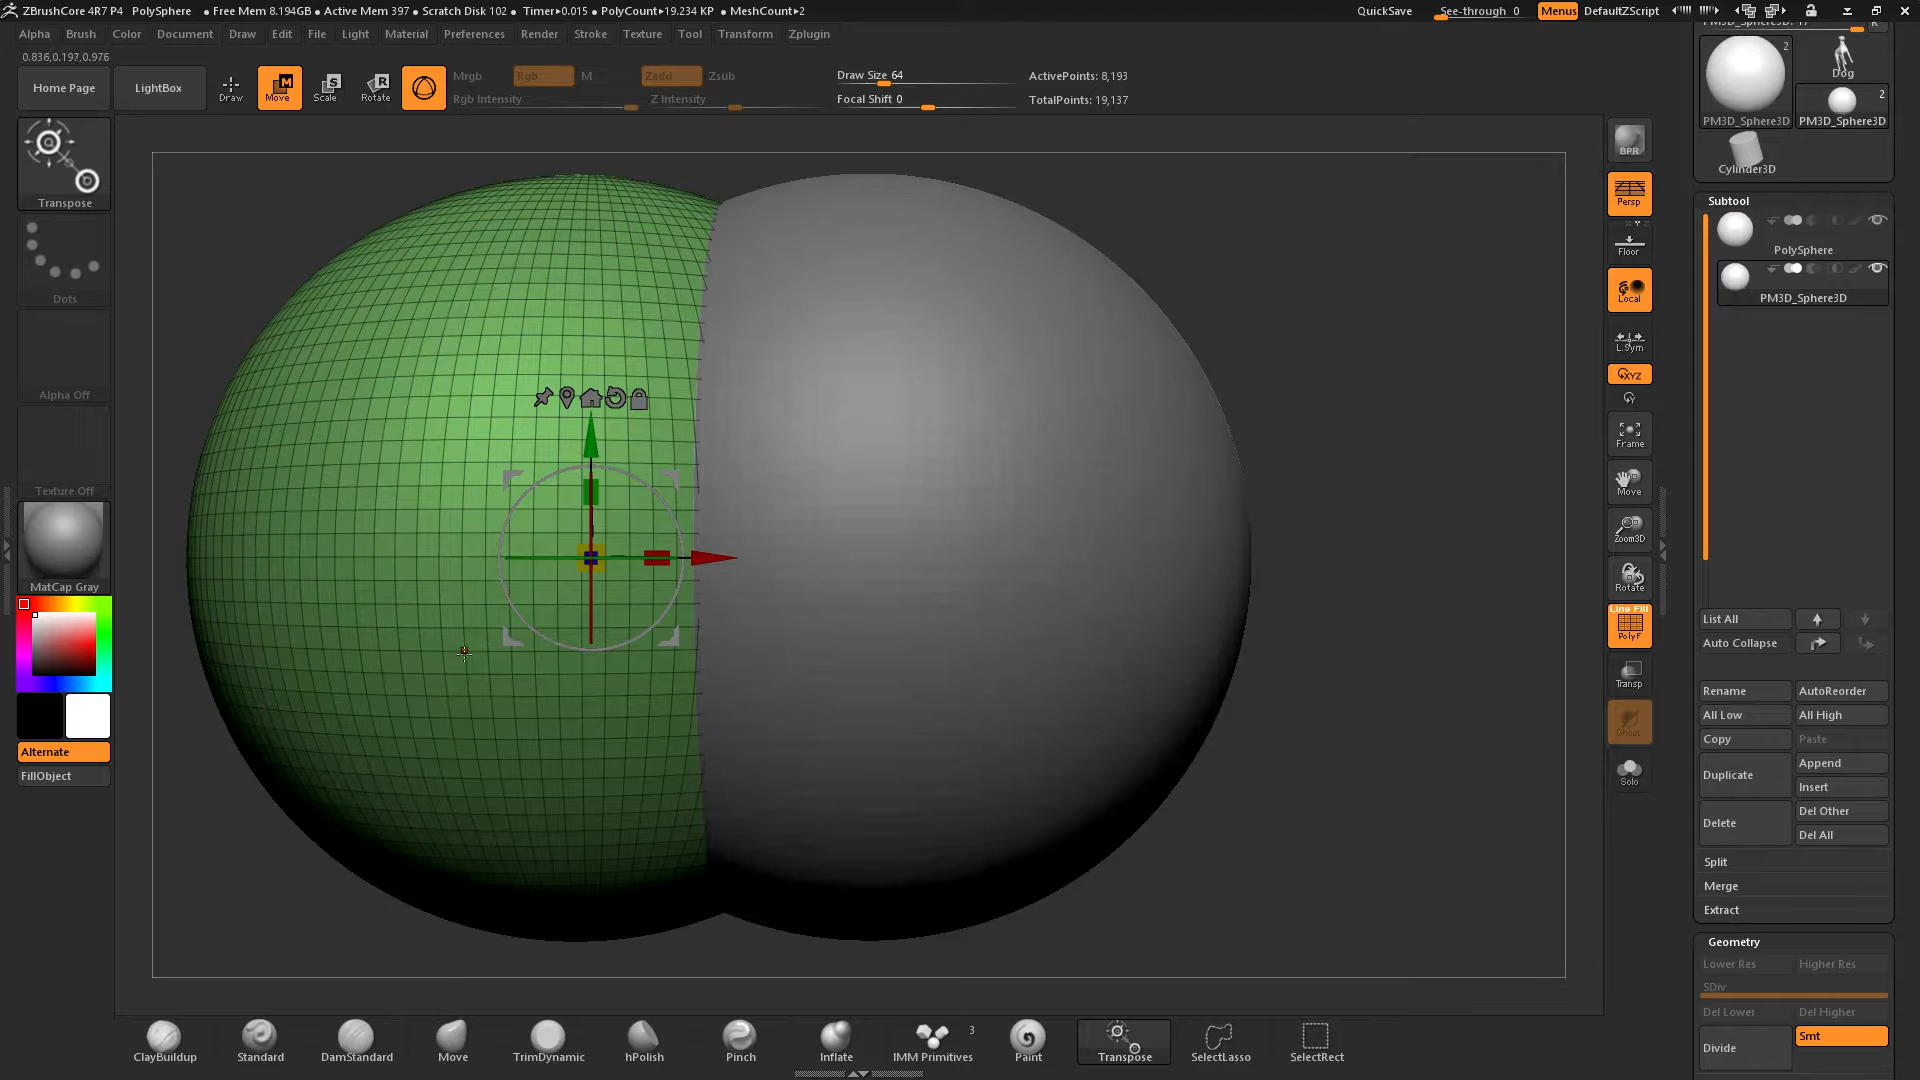 ZBrushCore 4R7 P4 PolySphere • Free Mem 8.194GB • Active Mem 397 • Scratch Disk 102 • Timer▸0.015 • PolyCount▸19.234 KP • MeshCount▸2 QuickSave See-through 0 Menus DefaultZScript
Alpha Brush Color Document Draw Edit File Light Material Preferences Render Stroke Texture Tool Transform Zplugin
0.836,0.197,0.976
Home Page LightBox Draw Move Scale Rotate
Mrgb Rgb M Zadd Zsub
Rgb Intensity Z Intensity
Draw Size 64
Focal Shift 0
ActivePoints: 8,193
TotalPoints: 19,137
Transpose
Dots
Alpha Off
Texture Off
MatCap Gray
Alternate
FillObject
BPR
Persp
Floor
Local
L.Sym
XYZ
Frame
Move
Zoom3D
Rotate
Line Fill
PolyF
Transp
Ghost
Solo
2
Dog
2
PM3D_Sphere3D PM3D_Sphere3D
Cylinder3D
Subtool
PolySphere
PM3D_Sphere3D
List All
Auto Collapse
Rename AutoReorder
All Low All High
Copy Paste
Duplicate Append
Insert
Delete Del Other
Del All
Split
Merge
Extract
Geometry
Lower Res Higher Res
SDiv
Del Lower Del Higher
Divide Smt
ClayBuildup Standard DamStandard Move TrimDynamic hPolish Pinch Inflate IMM Primitives 3 Paint Transpose SelectLasso SelectRect